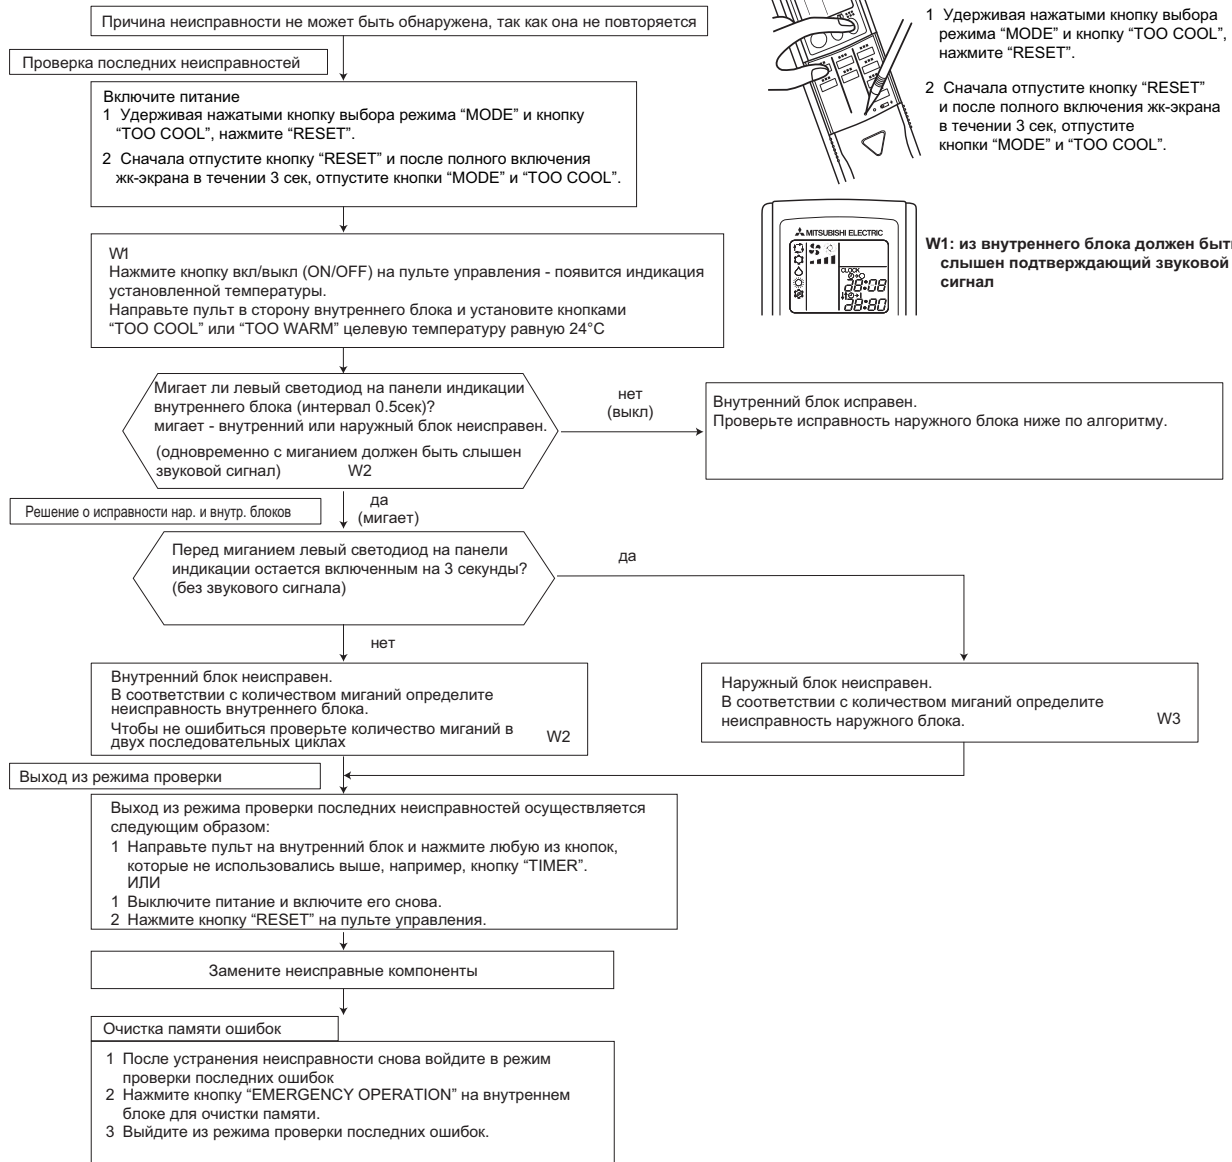 Причина неисправности не может быть обнаружена, так как она не повторяется
Проверка последних неисправностей
Включите питание
1 Удерживая нажатыми кнопку выбора режима “MODE” и кнопку
“TOO COOL”, нажмите “RESET”.
2 Сначала отпустите кнопку “RESET” и после полного включения
жк-экрана в течении 3 сек, отпустите кнопки “MODE” и “TOO COOL”.
1 Удерживая нажатыми кнопку выбора
режима “MODE” и кнопку “TOO COOL”,
нажмите “RESET”.
2 Сначала отпустите кнопку “RESET”
и после полного включения жк-экрана
в течении 3 сек, отпустите
кнопки “MODE” и “TOO COOL”.
MITSUBISHI ELECTRIC
CLOCK
38:08
38:80
W1: из внутреннего блока должен быть
слышен подтверждающий звуковой
сигнал
W1
Нажмите кнопку вкл/выкл (ON/OFF) на пульте управления - появится индикация
установленной температуры.
Направьте пульт в сторону внутреннего блока и установите кнопками
“TOO COOL” или “TOO WARM” целевую температуру равную 24°C
Мигает ли левый светодиод на панели индикации
внутреннего блока (интервал 0.5сек)?
мигает - внутренний или наружный блок неисправен.
(одновременно с миганием должен быть слышен
звуковой сигнал) W2
нет
(выкл)
Внутренний блок исправен.
Проверьте исправность наружного блока ниже по алгоритму.
да
(мигает)
Решение о исправности нар. и внутр. блоков
Перед миганием левый светодиод на панели
индикации остается включенным на 3 секунды?
(без звукового сигнала)
да
нет
Внутренний блок неисправен.
В соответствии с количеством миганий определите
неисправность внутреннего блока.
Чтобы не ошибиться проверьте количество миганий в
двух последовательных циклах W2
Наружный блок неисправен.
В соответствии с количеством миганий определите
неисправность наружного блока. W3
Выход из режима проверки
Выход из режима проверки последних неисправностей осуществляется
следующим образом:
1 Направьте пульт на внутренний блок и нажмите любую из кнопок,
которые не использовались выше, например, кнопку “TIMER”.
ИЛИ
1 Выключите питание и включите его снова.
2 Нажмите кнопку “RESET” на пульте управления.
Замените неисправные компоненты
Очистка памяти ошибок
1 После устранения неисправности снова войдите в режим
проверки последних ошибок
2 Нажмите кнопку “EMERGENCY OPERATION” на внутреннем
блоке для очистки памяти.
3 Выйдите из режима проверки последних ошибок.